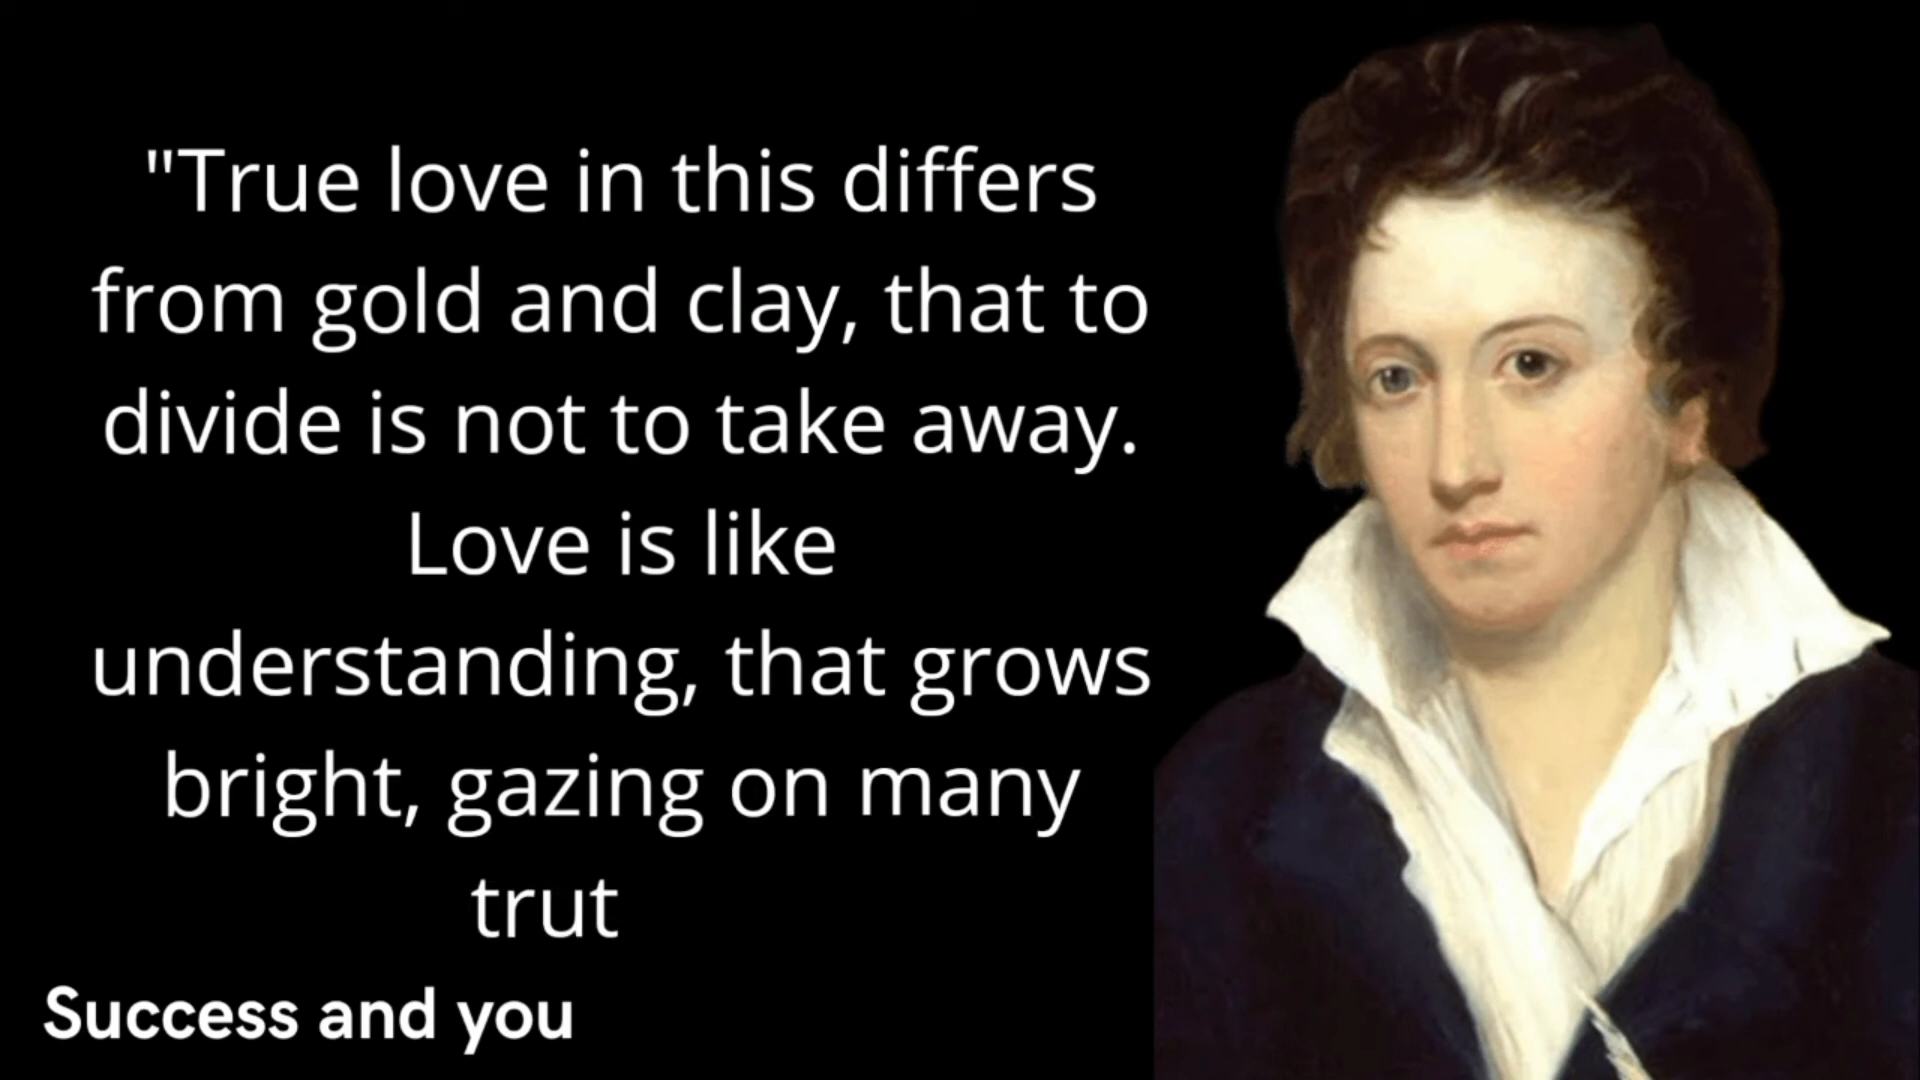 "True love in this differs
from gold and clay, that to
divide is not to take away.
Love is like
understanding, that grows
bright, gazing on many
trut
Success and you